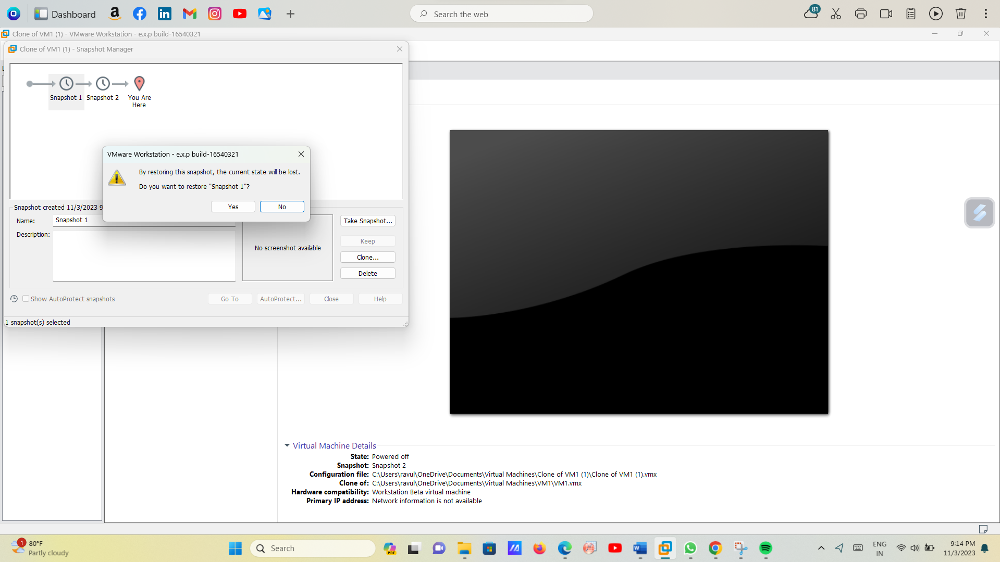 Dashboard
Search the web
81
Clone of VM1 (1) - VMware Workstation - e.x.p build-16540321
Clone of VM1 (1) - Snapshot Manager
Snapshot 1
Snapshot 2
You Are
Here
VMware Workstation - e.x.p build-16540321
By restoring this snapshot, the current state will be lost.
Do you want to restore "Snapshot 1"?
Yes
No
Snapshot created 11/3/2023 9
Name:
Snapshot 1
Description:
No screenshot available
Take Snapshot...
Keep
Clone...
Delete
Show AutoProtect snapshots
Go To
AutoProtect...
Close
Help
1 snapshot(s) selected
Virtual Machine Details
State: Powered off
Snapshot: Snapshot 2
Configuration file: C:\Users\ravul\OneDrive\Documents\Virtual Machines\Clone of VM1 (1)\Clone of VM1 (1).vmx
Clone of: C:\Users\ravul\OneDrive\Documents\Virtual Machines\VM1\VM1.vmx
Hardware compatibility: Workstation Beta virtual machine
Primary IP address: Network information is not available
1
80°F
Partly cloudy
Search
PRE
ENG
IN
9:14 PM
11/3/2023